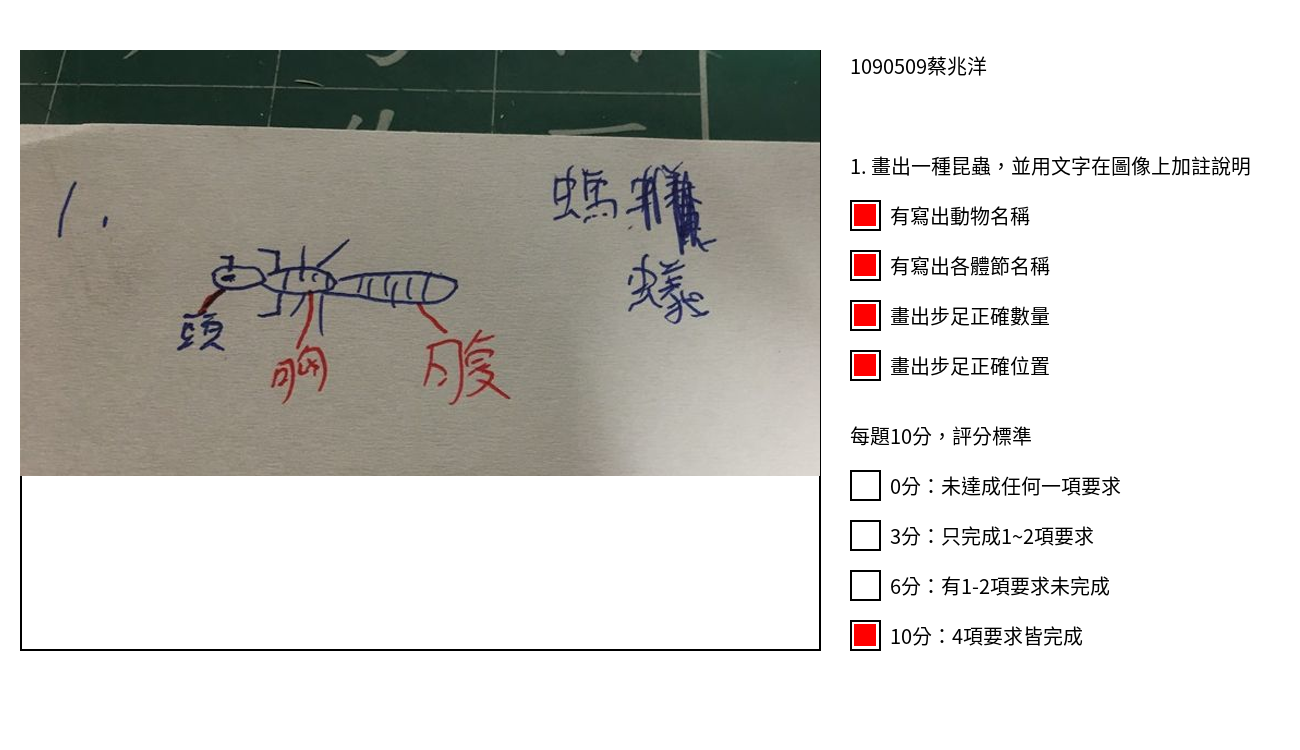 1.
螞
蟻
頭
胸
腹
1090509蔡兆洋
1. 畫出一種昆蟲，並用文字在圖像上加註說明
有寫出動物名稱
有寫出各體節名稱
畫出步足正確數量
畫出步足正確位置
每題10分，評分標準
0分：未達成任何一項要求
3分：只完成1~2項要求
6分：有1-2項要求未完成
10分：4項要求皆完成